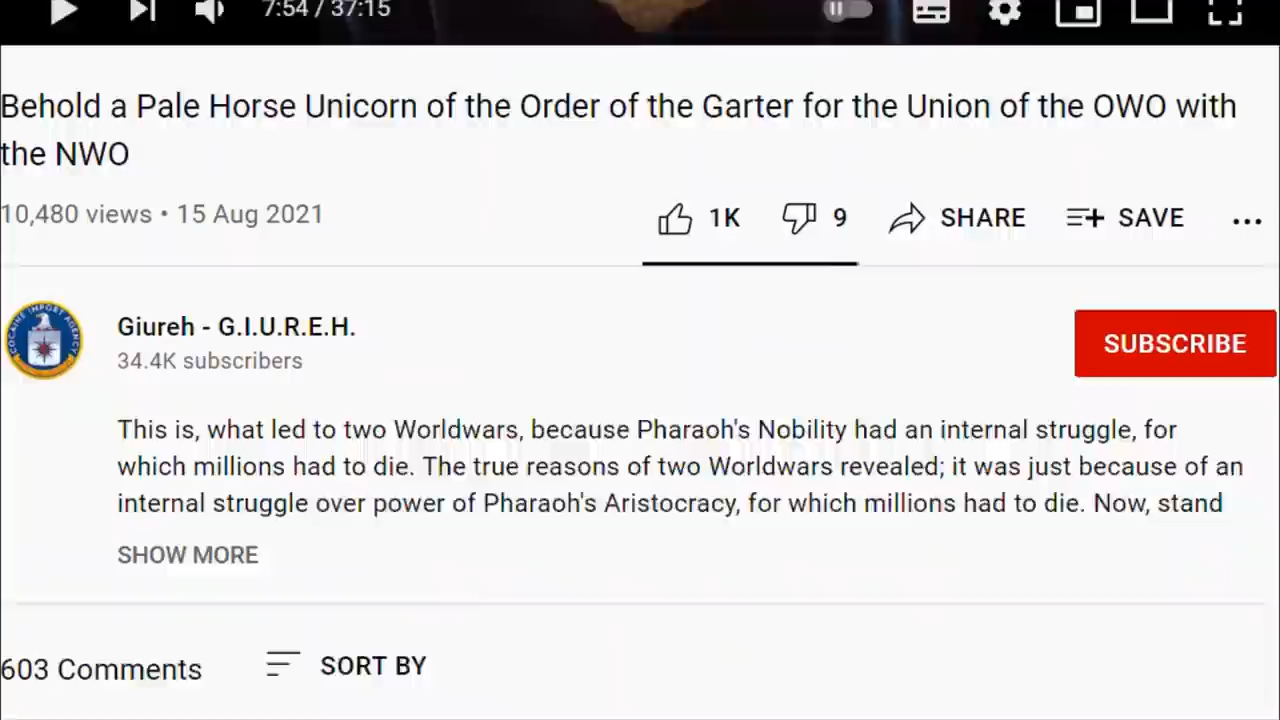 7:54 / 37:15
Behold a Pale Horse Unicorn of the Order of the Garter for the Union of the OWO with
the NWO
10,480 views • 15 Aug 2021
1K
9
SHARE
SAVE
COCAINE IMPORT AGENCY
Giureh - G.I.U.R.E.H.
34.4K subscribers
SUBSCRIBE
This is, what led to two Worldwars, because Pharaoh's Nobility had an internal struggle, for
which millions had to die. The true reasons of two Worldwars revealed; it was just because of an
internal struggle over power of Pharaoh's Aristocracy, for which millions had to die. Now, stand
SHOW MORE
603 Comments
SORT BY